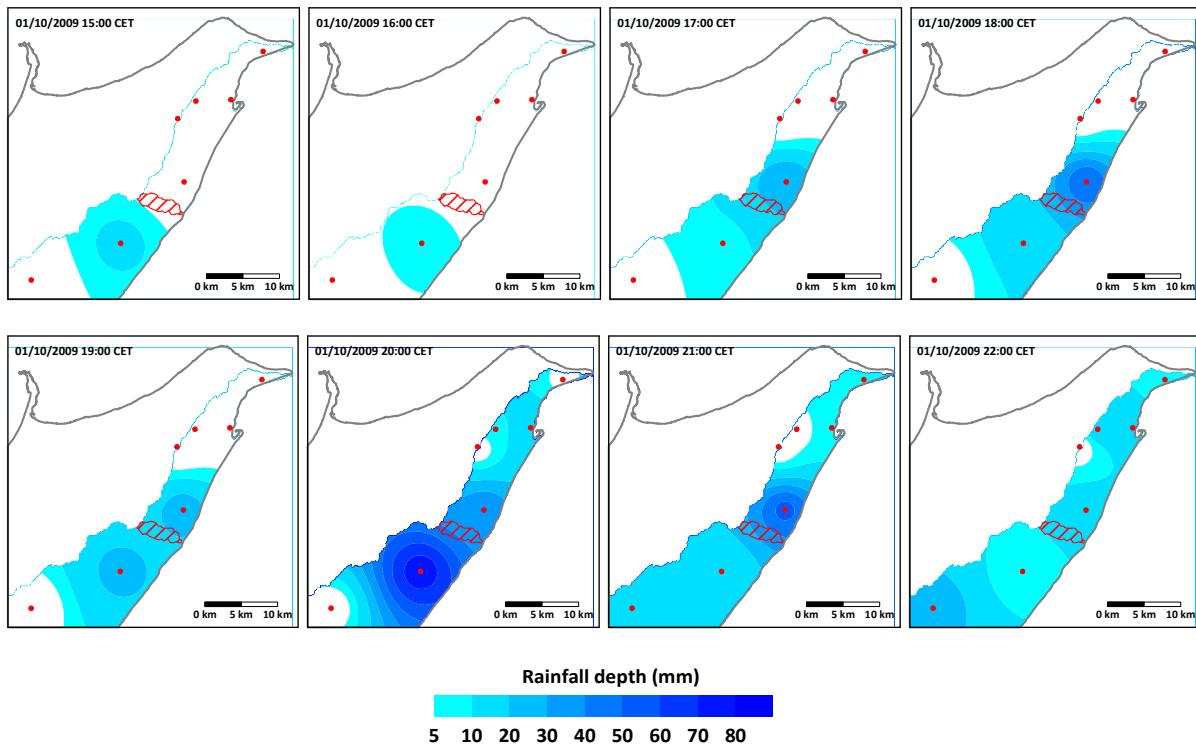 01/10/2009 15:00 CET
0 km 5 km 10 km
01/10/2009 16:00 CET
0 km 5 km 10 km
01/10/2009 17:00 CET
0 km 5 km 10 km
01/10/2009 18:00 CET
0 km 5 km 10 km
01/10/2009 19:00 CET
0 km 5 km 10 km
01/10/2009 20:00 CET
0 km 5 km 10 km
01/10/2009 21:00 CET
0 km 5 km 10 km
01/10/2009 22:00 CET
0 km 5 km 10 km
Rainfall depth (mm)
5 10 20 30 40 50 60 70 80